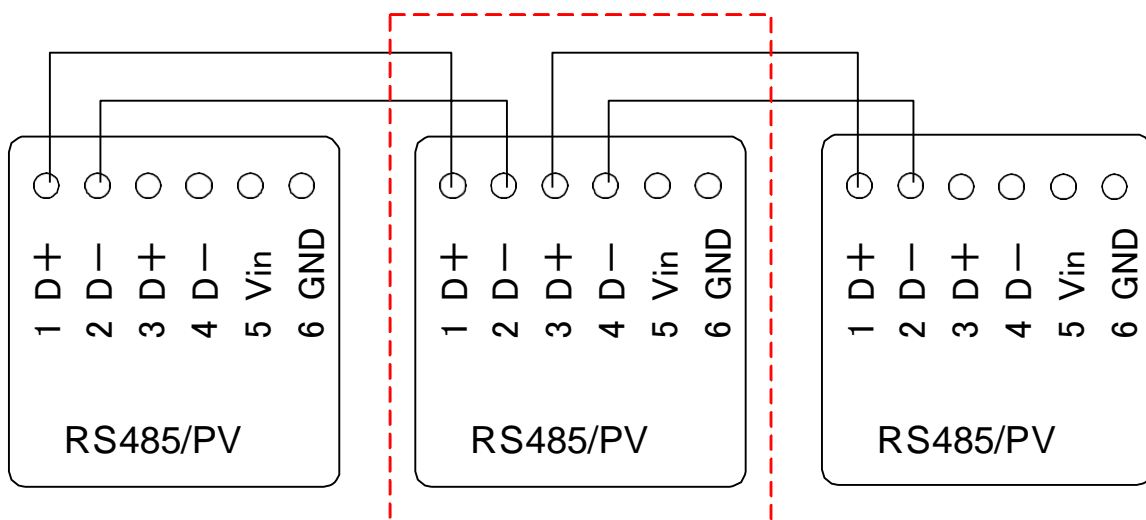 1 D+
2 D−
3 D+
4 D−
5 Vin
6 GND
RS485/PV
1 D+
2 D−
3 D+
4 D−
5 Vin
6 GND
RS485/PV
1 D+
2 D−
3 D+
4 D−
5 Vin
6 GND
RS485/PV